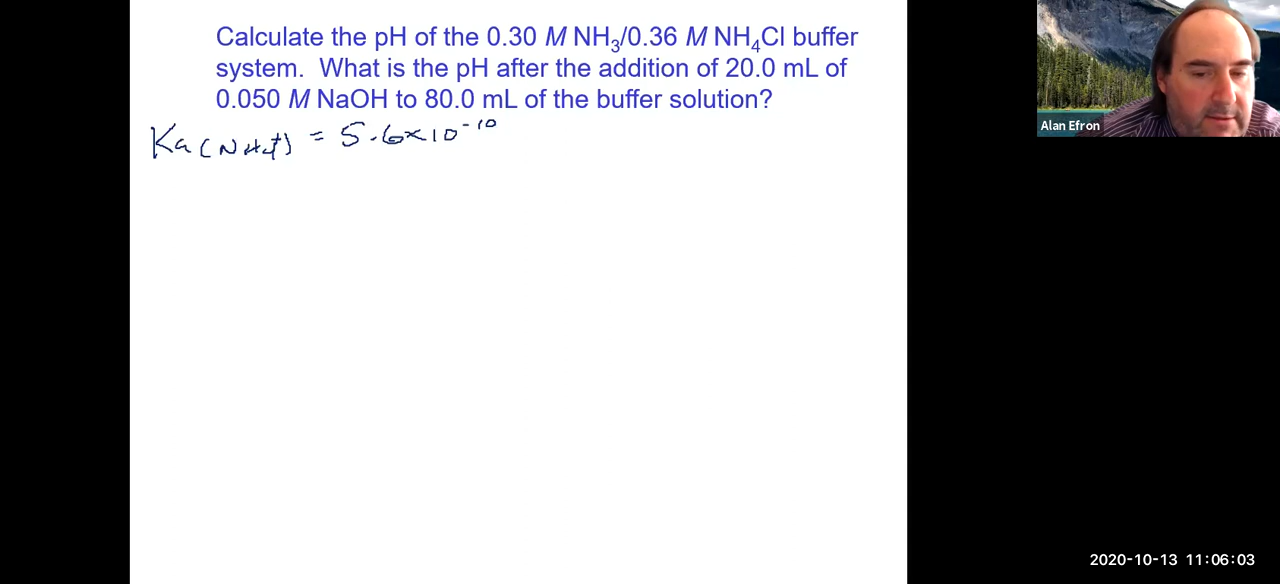 Calculate the pH of the 0.30 M NH₃/0.36 M NH₄Cl buffer
system. What is the pH after the addition of 20.0 mL of
0.050 M NaOH to 80.0 mL of the buffer solution?
Ka (NH₄⁺) = 5.6×10⁻¹⁰
Alan Efron
2020-10-13 11:06:03